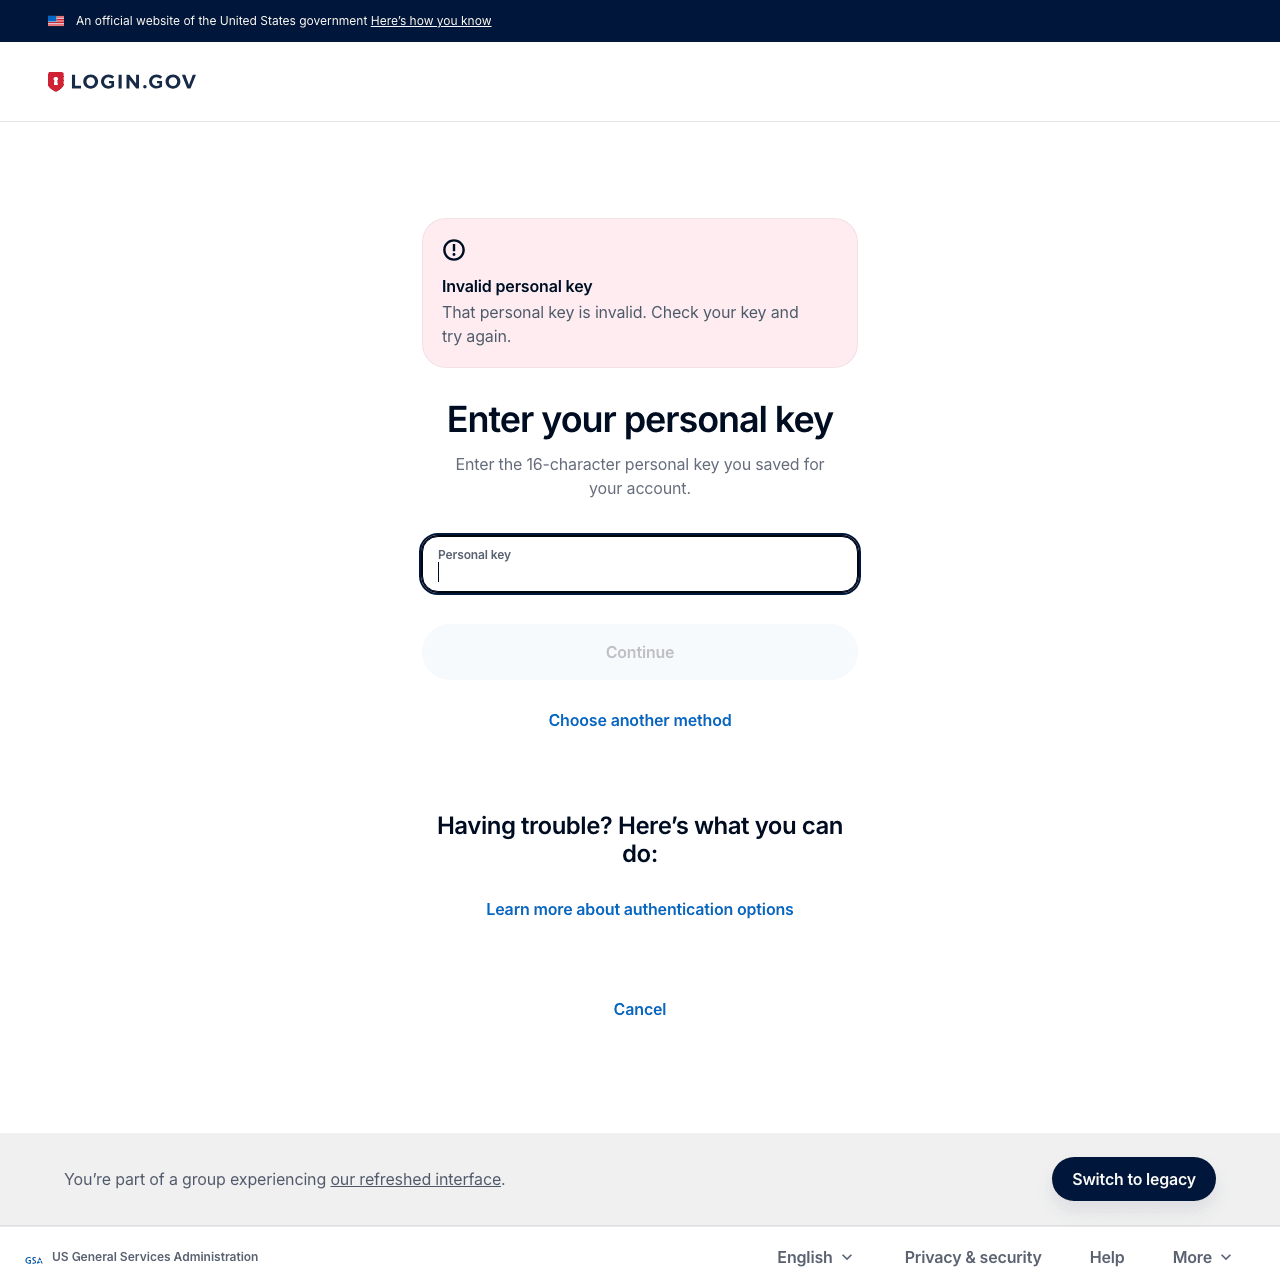 An official website of the United States government Here’s how you know
LOGIN.GOV
Invalid personal key
That personal key is invalid. Check your key and
try again.
Enter your personal key
Enter the 16-character personal key you saved for
your account.
Personal key
Continue
Choose another method
Having trouble? Here’s what you can
do:
Learn more about authentication options
Cancel
You’re part of a group experiencing our refreshed interface.
Switch to legacy
GSA US General Services Administration
English
Privacy & security
Help
More